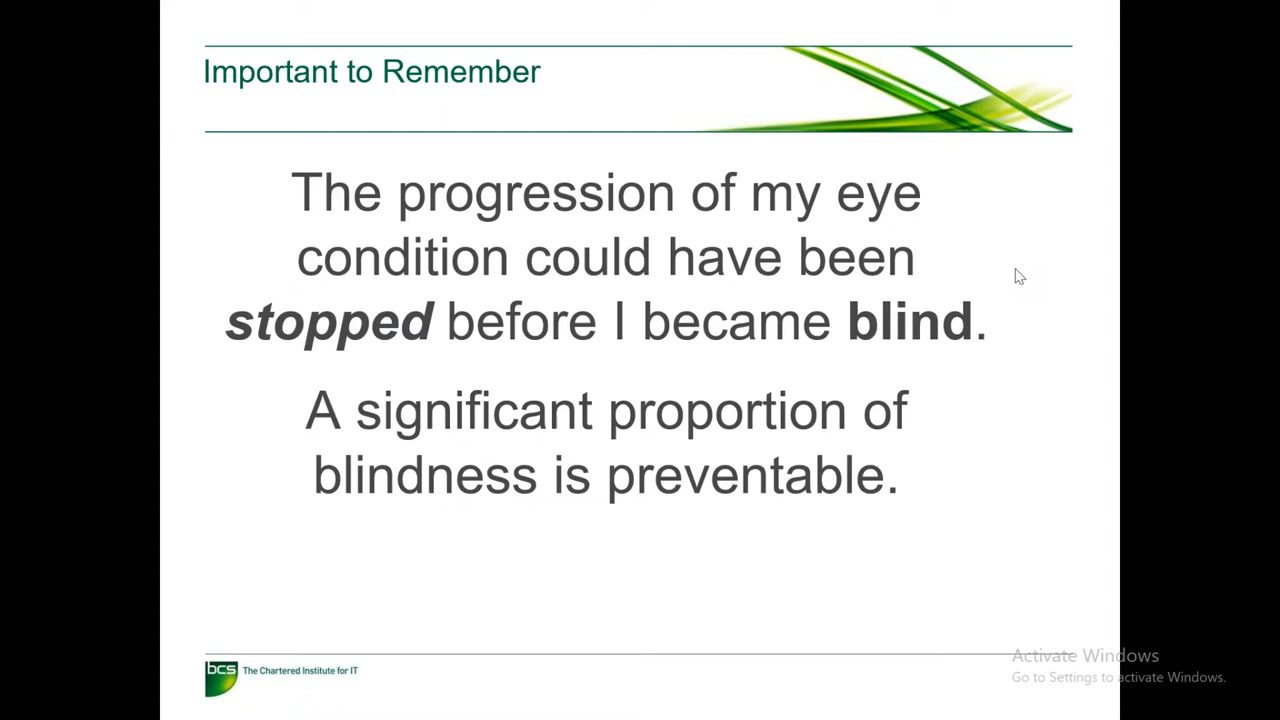 Important to Remember
The progression of my eye
condition could have been
stopped before I became blind.
A significant proportion of
blindness is preventable.
bcs The Chartered Institute for IT
Activate Windows
Go to Settings to activate Windows.